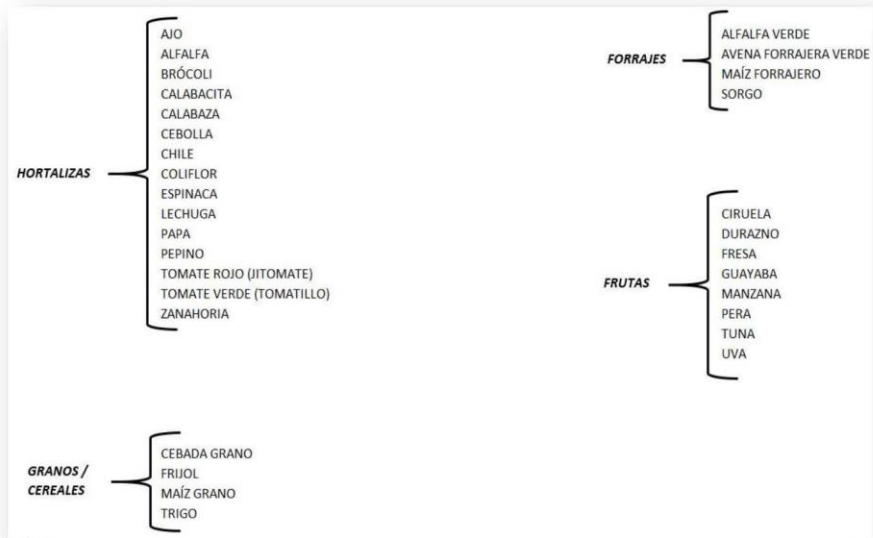 HORTALIZAS
AJO
ALFALFA
BRÓCOLI
CALABACITA
CALABAZA
CEBOLLA
CHILE
COLIFLOR
ESPINACA
LECHUGA
PAPA
PEPINO
TOMATE ROJO (JITOMATE)
TOMATE VERDE (TOMATILLO)
ZANAHORIA
FORRAJES
ALFALFA VERDE
AVENA FORRAJERA VERDE
MAÍZ FORRAJERO
SORGO
FRUTAS
CIRUELA
DURAZNO
FRESA
GUAYABA
MANZANA
PERA
TUNA
UVA
GRANOS /
CEREALES
CEBADA GRANO
FRIJOL
MAÍZ GRANO
TRIGO